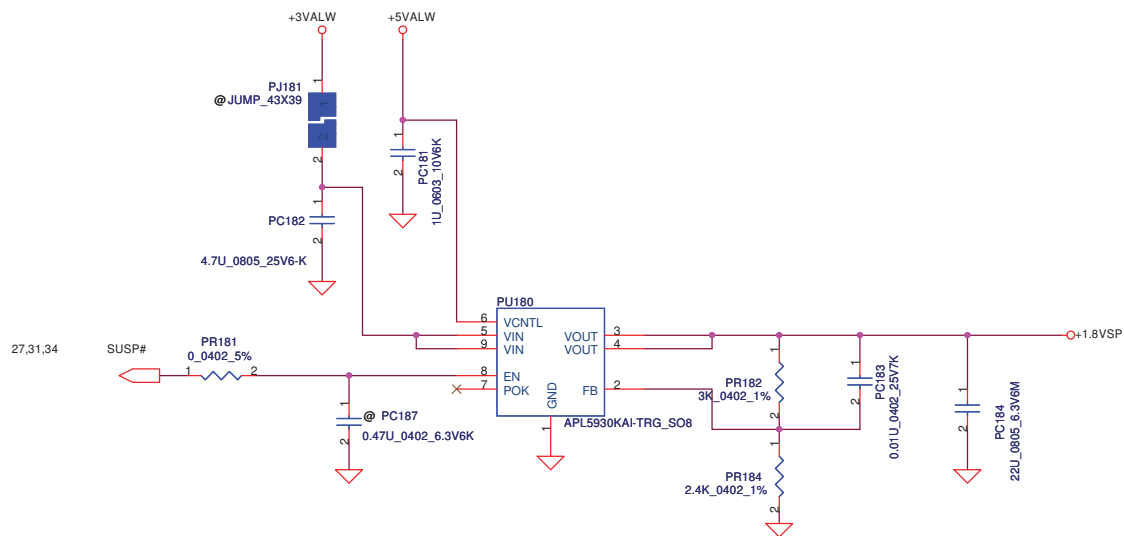 +3VALW
+5VALW
1
PJ181
@ JUMP_43X39
1
2
2
1
PC181
1U_0603_10V6K
2
1
PC182
2
4.7U_0805_25V6-K
PU180
6 VCNTL
5 VIN
9 VIN
8 EN
7 POK
GND
1
VOUT 3
VOUT 4
FB 2
APL5930KAI-TRG_SO8
27,31,34
SUSP#
PR181
0_0402_5%
1
2
1
@ PC187
0.47U_0402_6.3V6K
2
+1.8VSP
1
PR182
3K_0402_1%
2
1
PC183
0.01U_0402_25V7K
2
1
PC184
22U_0805_6.3V6M
2
1
PR184
2.4K_0402_1%
2